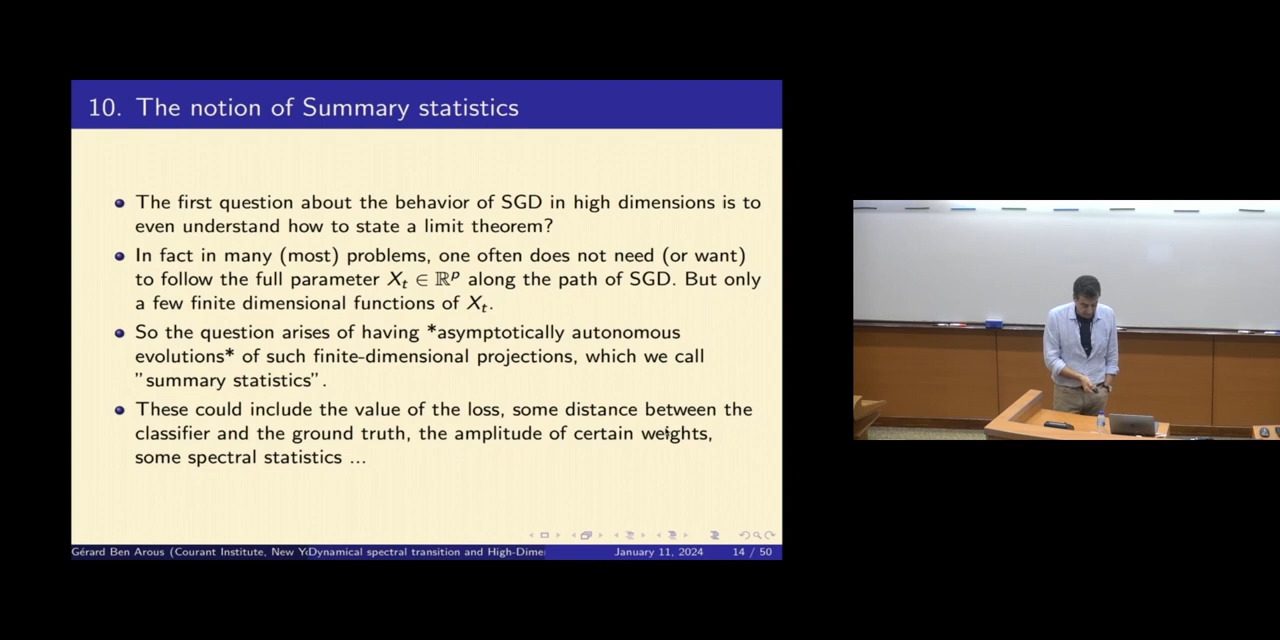 10. The notion of Summary statistics
The first question about the behavior of SGD in high dimensions is to
even understand how to state a limit theorem?
In fact in many (most) problems, one often does not need (or want)
to follow the full parameter Xₜ ∈ ℝᵖ along the path of SGD. But only
a few finite dimensional functions of Xₜ.
So the question arises of having *asymptotically autonomous
evolutions* of such finite-dimensional projections, which we call
"summary statistics".
These could include the value of the loss, some distance between the
classifier and the ground truth, the amplitude of certain weights,
some spectral statistics ...
Gérard Ben Arous (Courant Institute, New Yo Dynamical spectral transition and High-Dimen January 11, 2024 14 / 50